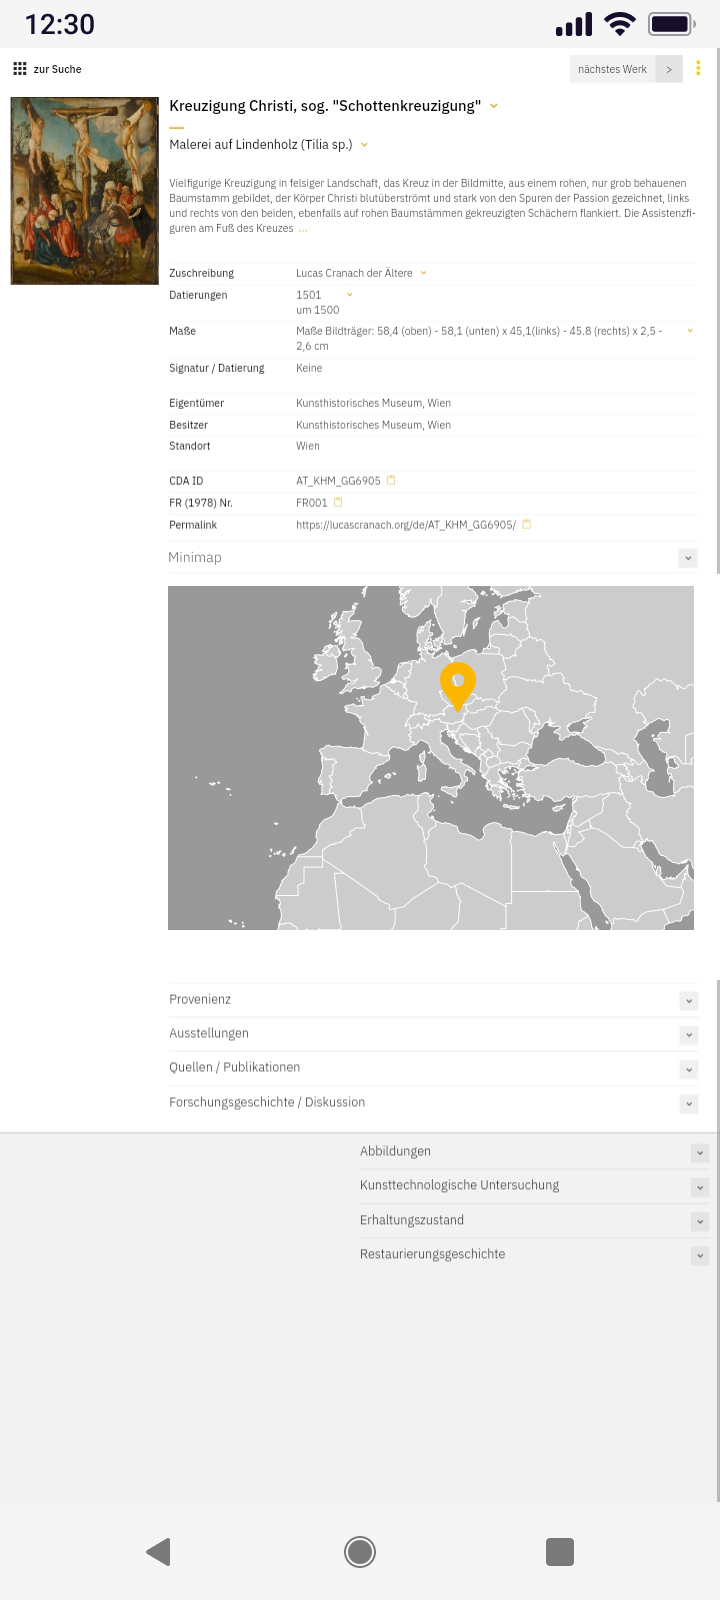 12:30
zur Suche
nächstes Werk >
Kreuzigung Christi, sog. "Schottenkreuzigung"
Malerei auf Lindenholz (Tilia sp.)
Vielfigurige Kreuzigung in felsiger Landschaft, das Kreuz in der Bildmitte, aus einem rohen, nur grob behauenen
Baumstamm gebildet, der Körper Christi blutüberströmt und stark von den Spuren der Passion gezeichnet, links
und rechts von den beiden, ebenfalls auf rohen Baumstämmen gekreuzigten Schächern flankiert. Die Assistenzfi-
guren am Fuß des Kreuzes ...
Zuschreibung Lucas Cranach der Ältere
Datierungen 1501
um 1500
Maße Maße Bildträger: 58,4 (oben) - 58,1 (unten) x 45,1(links) - 45.8 (rechts) x 2,5 -
2,6 cm
Signatur / Datierung Keine
Eigentümer Kunsthistorisches Museum, Wien
Besitzer Kunsthistorisches Museum, Wien
Standort Wien
CDA ID AT_KHM_GG6905
FR (1978) Nr. FR001
Permalink https://lucascranach.org/de/AT_KHM_GG6905/
Minimap
Provenienz
Ausstellungen
Quellen / Publikationen
Forschungsgeschichte / Diskussion
Abbildungen
Kunsttechnologische Untersuchung
Erhaltungszustand
Restaurierungsgeschichte